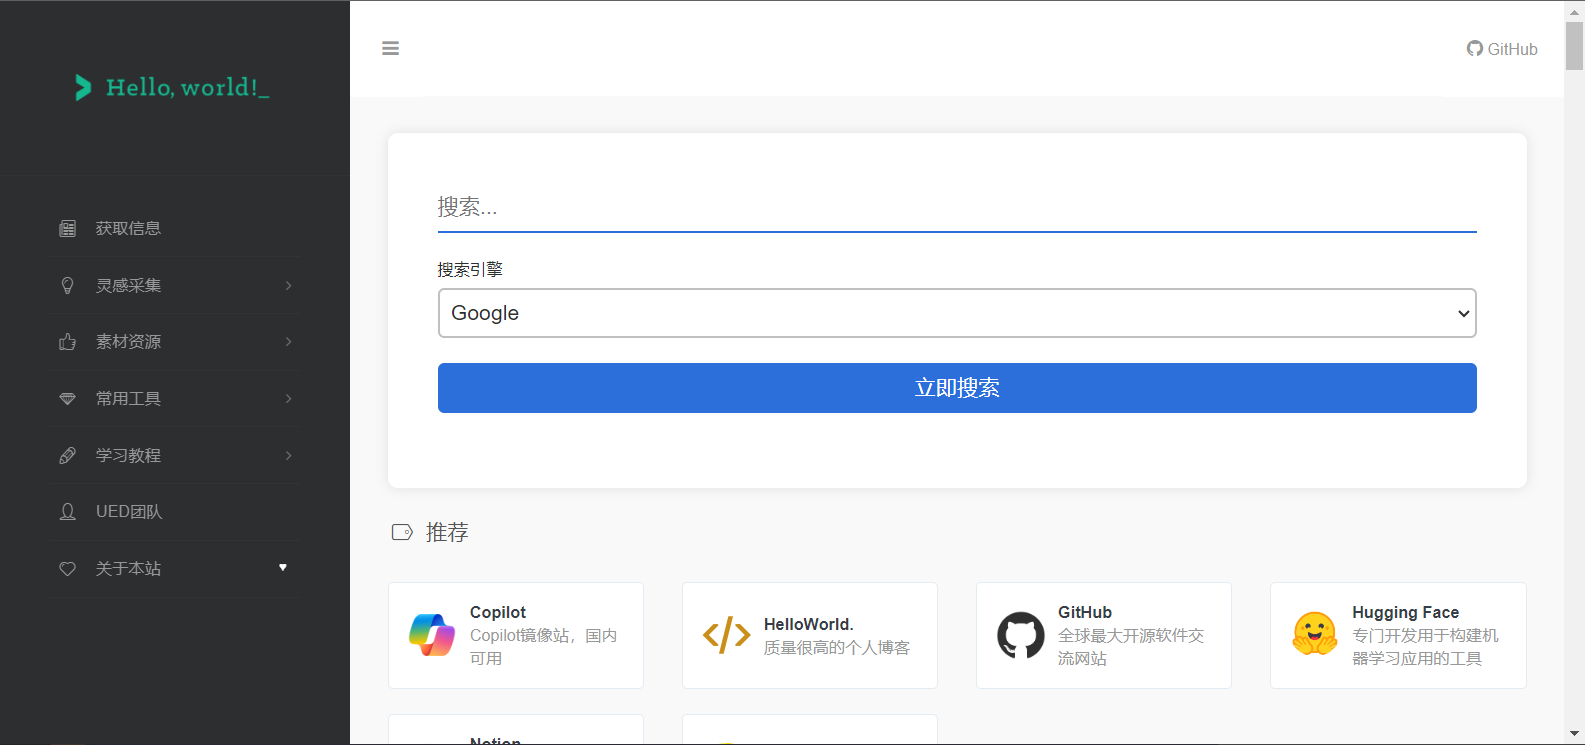 Hello, world!_
GitHub
获取信息
灵感采集
素材资源
常用工具
学习教程
UED团队
关于本站
搜索...
搜索引擎
Google
立即搜索
推荐
Copilot
Copilot镜像站，国内
可用
HelloWorld.
质量很高的个人博客
GitHub
全球最大开源软件交
流网站
Hugging Face
专门开发用于构建机
器学习应用的工具
Notion